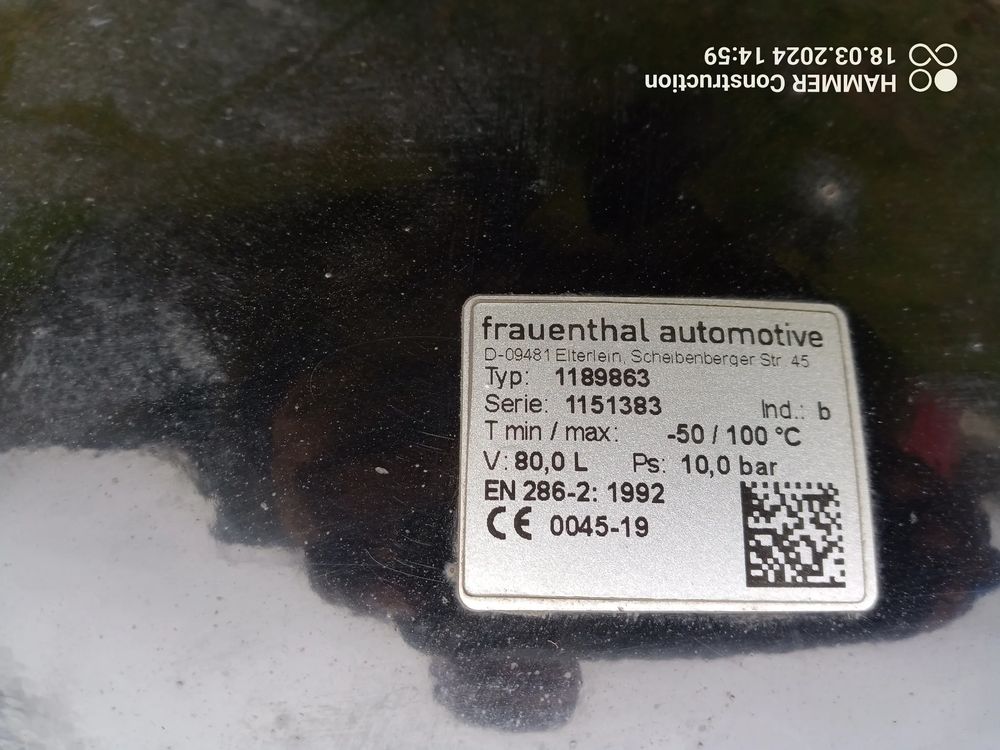 HAMMER Construction
18.03.2024 14:59
frauenthal automotive
D-09481 Elterlein, Scheibenberger Str. 45
Typ: 1189863
Serie: 1151383 Ind.: b
T min / max: -50 / 100 °C
V: 80,0 L Ps: 10,0 bar
EN 286-2: 1992
CE 0045-19